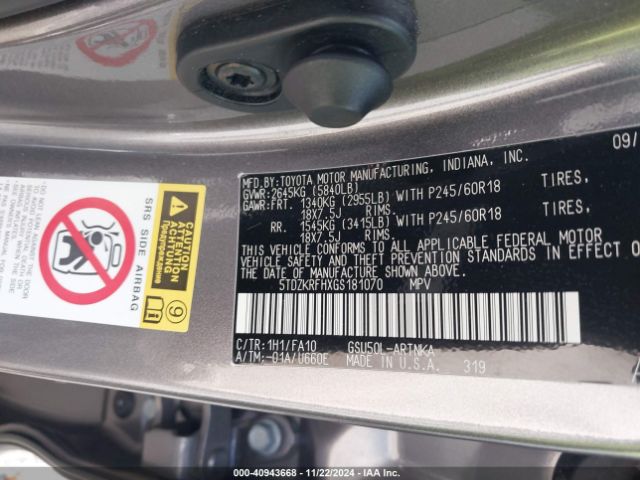 MFD.BY: TOYOTA MOTOR MANUFACTURING, INDIANA, INC. 09/
GVWR: 2645KG (5840LB)
GAWR: FRT. 1340KG (2955LB) WITH P245/60R18 TIRES,
18X7.5J RIMS,
RR. 1545KG (3415LB) WITH P245/60R18 TIRES,
18X7.5J RIMS,
THIS VEHICLE CONFORMS TO ALL APPLICABLE FEDERAL MOTOR
VEHICLE SAFETY AND THEFT PREVENTION STANDARDS IN EFFECT O
DATE OF MANUFACTURE SHOWN ABOVE.
5TDZKRFHXGS181070 MPV
C/TR: 1H1/FA10 GSU50L-ARTNKA
A/TM: -01A/U660E MADE IN U.S.A. 319
SRS SIDE AIRBAG
CAUTION
ATTENTION
ACHTUNG
9
000-40943668 - 11/22/2024 - IAA Inc.